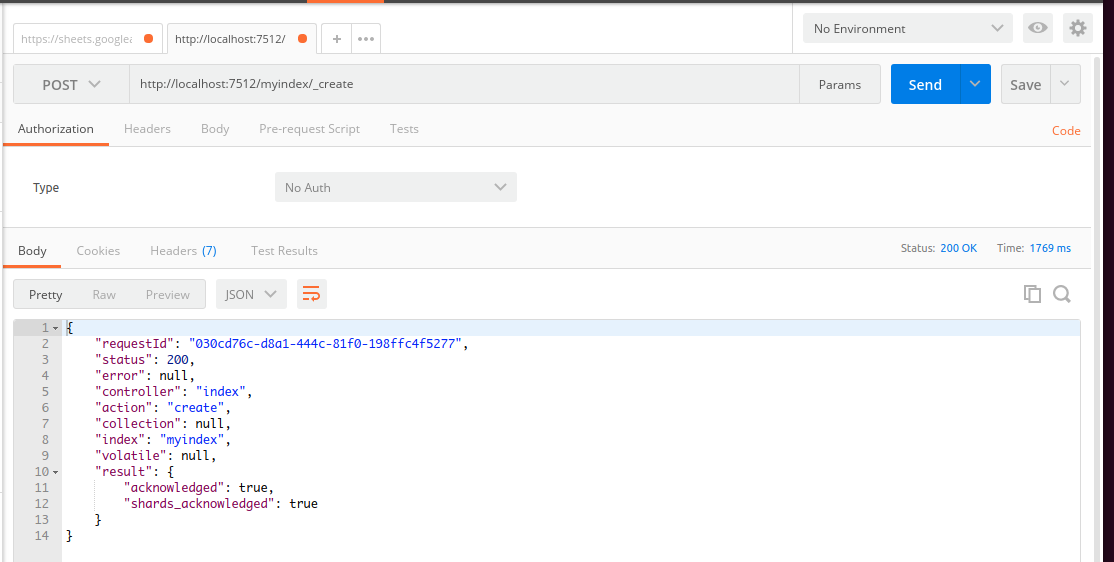 https://sheets.googlea
http://localhost:7512/
+
•••
No Environment
POST
http://localhost:7512/myindex/_create
Params
Send
Save
Authorization
Headers
Body
Pre-request Script
Tests
Code
Type
No Auth
Body
Cookies
Headers (7)
Test Results
Status: 200 OK
Time: 1769 ms
Pretty
Raw
Preview
JSON
1 {
2 "requestId": "030cd76c-d8a1-444c-81f0-198ffc4f5277",
3 "status": 200,
4 "error": null,
5 "controller": "index",
6 "action": "create",
7 "collection": null,
8 "index": "myindex",
9 "volatile": null,
10 "result": {
11 "acknowledged": true,
12 "shards_acknowledged": true
13 }
14 }